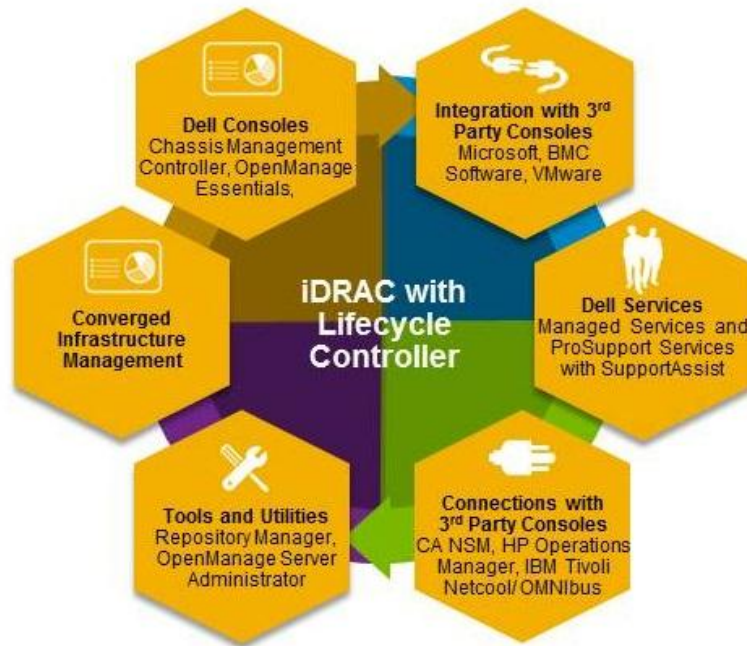 Dell Consoles
Chassis Management
Controller, OpenManage
Essentials,
Integration with 3rd
Party Consoles
Microsoft, BMC
Software, VMware
Converged
Infrastructure
Management
iDRAC with
Lifecycle
Controller
Dell Services
Managed Services and
ProSupport Services
with SupportAssist
Tools and Utilities
Repository Manager,
OpenManage Server
Administrator
Connections with
3rd Party Consoles
CA NSM, HP Operations
Manager, IBM Tivoli
Netcool/OMNIbus